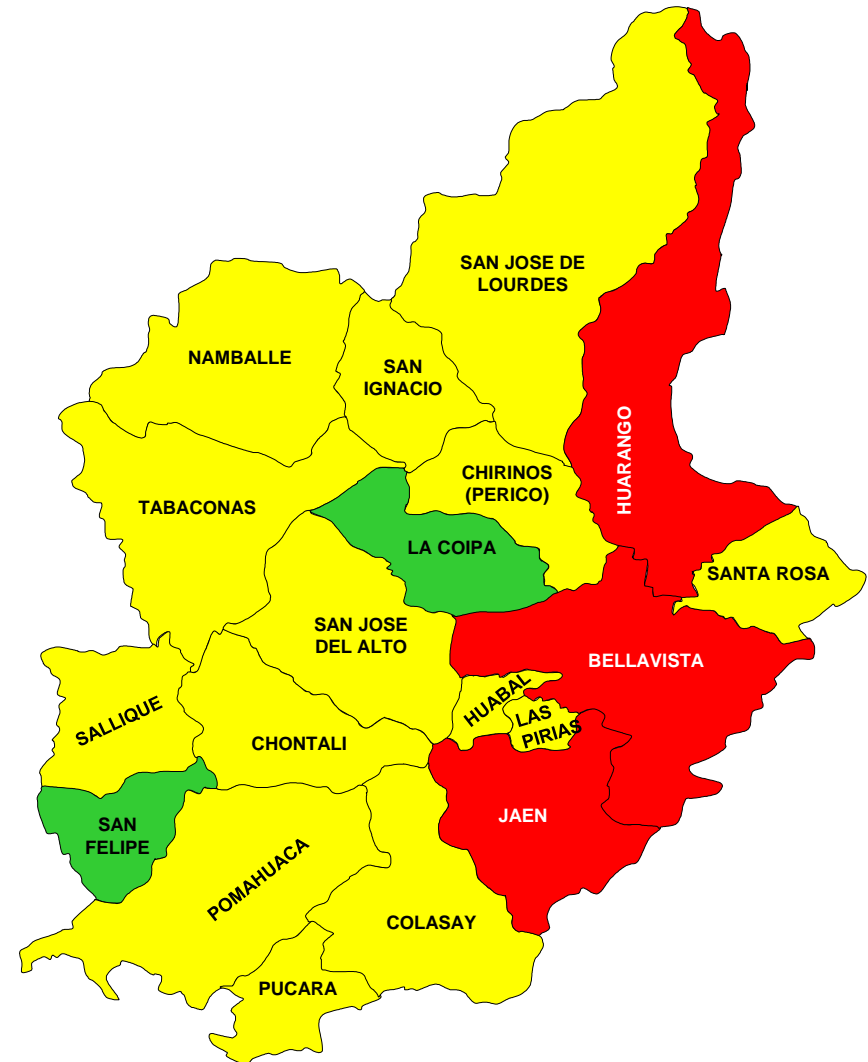 SAN JOSE DE
LOURDES
NAMBALLE
SAN
IGNACIO
HUARANGO
CHIRINOS
(PERICO)
TABACONAS
LA COIPA
SANTA ROSA
SAN JOSE
DEL ALTO
BELLAVISTA
HUABAL
SALLIQUE
LAS
PIRIAS
CHONTALI
JAEN
SAN
FELIPE
POMAHUACA
COLASAY
PUCARA